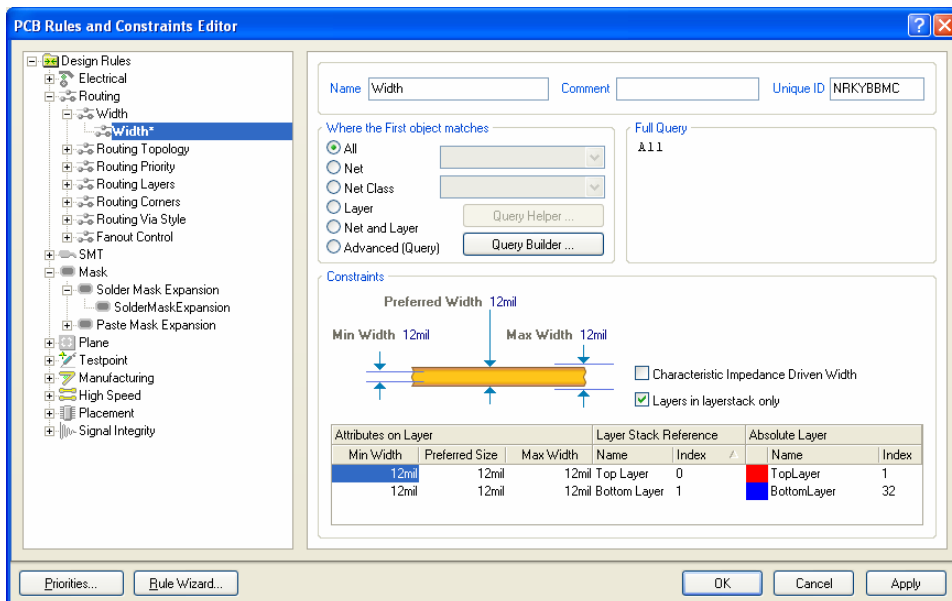 PCB Rules and Constraints Editor
Design Rules
Electrical
Routing
Width
Width*
Routing Topology
Routing Priority
Routing Layers
Routing Corners
Routing Via Style
Fanout Control
SMT
Mask
Solder Mask Expansion
SolderMaskExpansion
Paste Mask Expansion
Plane
Testpoint
Manufacturing
High Speed
Placement
Signal Integrity
Name Width Comment Unique ID NRKYBBMC
Where the First object matches
All
Net
Net Class
Layer
Net and Layer
Advanced (Query)
Query Helper ...
Query Builder ...
Full Query
All
Constraints
Preferred Width 12mil
Min Width 12mil Max Width 12mil
Characteristic Impedance Driven Width
Layers in layerstack only
Attributes on Layer Layer Stack Reference Absolute Layer
Min Width Preferred Size Max Width Name Index Name Index
12mil 12mil 12mil Top Layer 0 TopLayer 1
12mil 12mil 12mil Bottom Layer 1 BottomLayer 32
Priorities... Rule Wizard... OK Cancel Apply